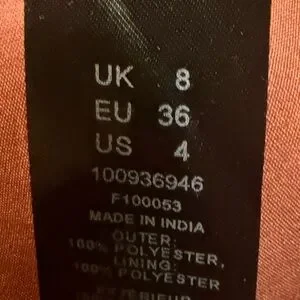 UK 8
EU 36
US 4
100936946
F100053
MADE IN INDIA
OUTER:
100% POLYESTER,
LINING:
100% POLYESTER